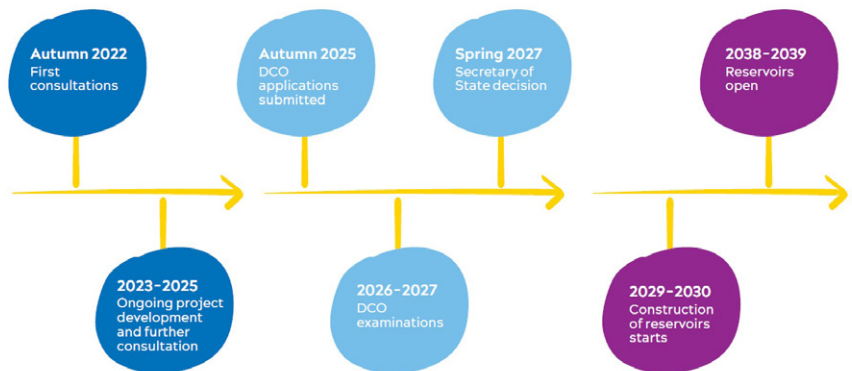 Autumn 2022
First
consultations
2023–2025
Ongoing project
development
and further
consultation
Autumn 2025
DCO
applications
submitted
2026–2027
DCO
examinations
Spring 2027
Secretary of
State decision
2029–2030
Construction
of reservoirs
starts
2038–2039
Reservoirs
open